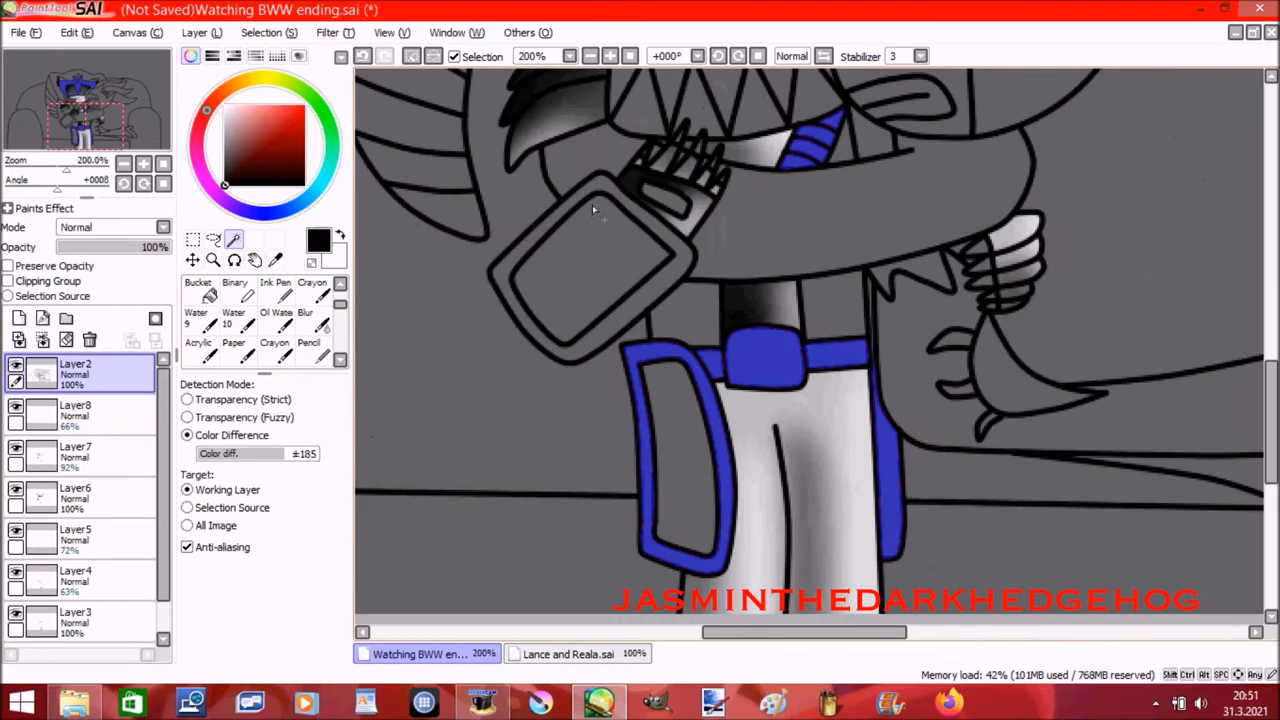 PaintTool SAI (Not Saved)Watching BWW ending.sai (*)
File (F) Edit (E) Canvas (C) Layer (L) Selection (S) Filter (T) View (V) Window (W) Others (O)
Selection 200% +000° Normal Stabilizer 3
Zoom 200.0%
Angle +000θ
Paints Effect
Mode Normal
Opacity 100%
Preserve Opacity
Clipping Group
Selection Source
Bucket Binary Ink Pen Crayon
Water 9 Water 10 Oil Water Blur
Acrylic Paper Crayon Pencil
Layer2
Normal
100%
Layer8
Normal
66%
Layer7
Normal
92%
Layer6
Normal
100%
Layer5
Normal
72%
Layer4
Normal
63%
Layer3
Normal
100%
Detection Mode:
Transparency (Strict)
Transparency (Fuzzy)
Color Difference
Color diff. ±185
Target:
Working Layer
Selection Source
All Image
Anti-aliasing
JASMINTHEDARKHEDGEHOG
Watching BWW en... 200% Lance and Reala.sai 100%
Memory load: 42% (101MB used / 768MB reserved) Shift Ctrl Alt SPC Any
20:51
31.3.2021